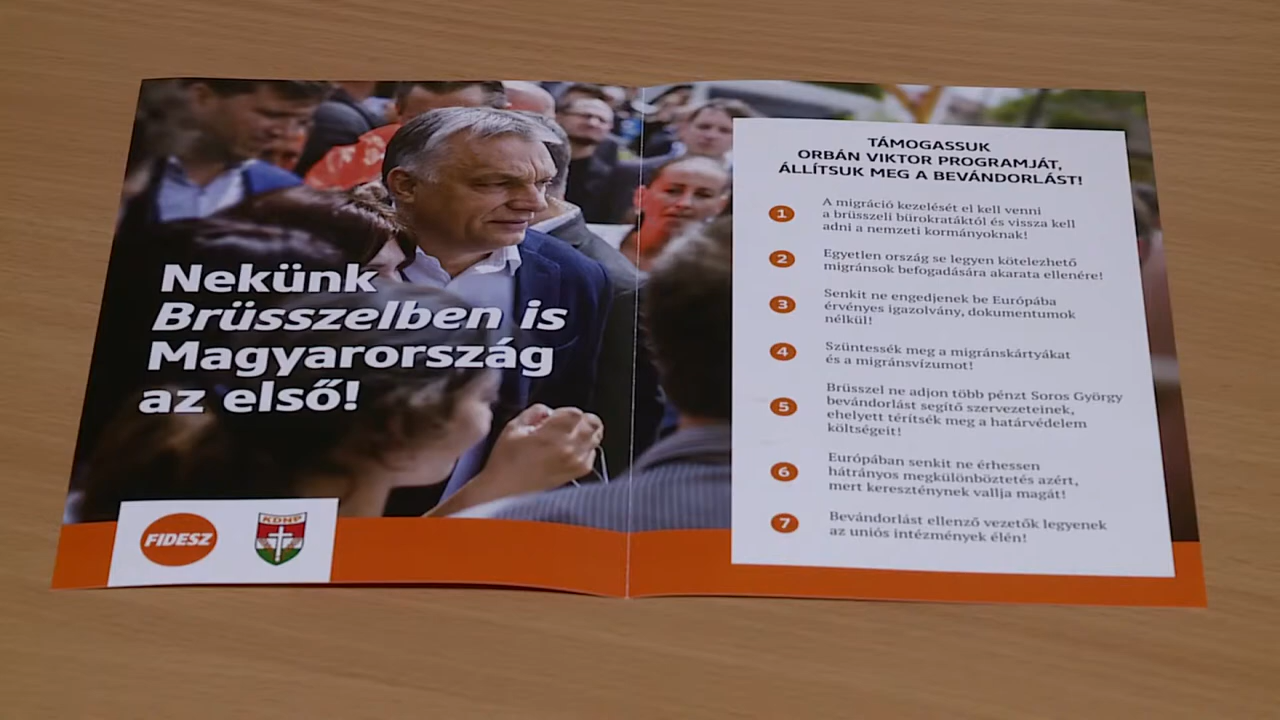 Nekünk
Brüsszelben is
Magyarország
az első!
FIDESZ
KDNP
TÁMOGASSUK
ORBÁN VIKTOR PROGRAMJÁT,
ÁLLÍTSUK MEG A BEVÁNDORLÁST!
1 A migráció kezelését el kell venni
a brüsszeli bürokratáktól és vissza kell
adni a nemzeti kormányoknak!
2 Egyetlen ország se legyen kötelezhető
migránsok befogadására akarata ellenére!
3 Senkit ne engedjenek be Európába
érvényes igazolvány, dokumentumok
nélkül!
4 Szüntessék meg a migránskártyákat
és a migránsvízumot!
5 Brüsszel ne adjon több pénzt Soros György
bevándorlást segítő szervezeteinek,
ehelyett térítsék meg a határvédelem
költségeit!
6 Európában senkit ne érhessen
hátrányos megkülönböztetés azért,
mert kereszténynek vallja magát!
7 Bevándorlást ellenző vezetők legyenek
az uniós intézmények élén!